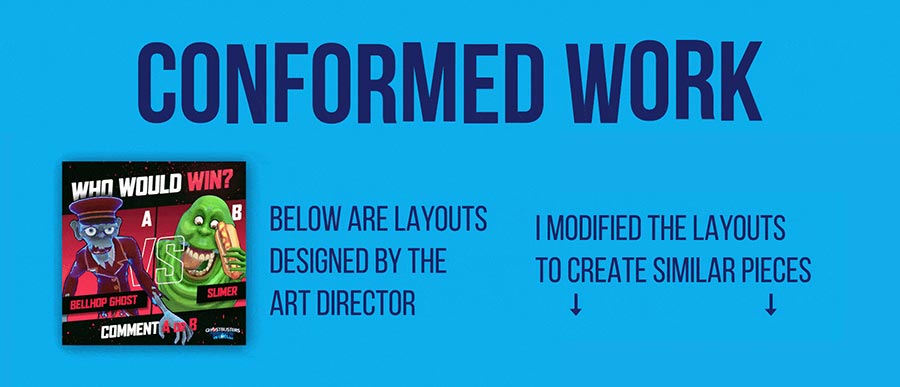 CONFORMED WORK
WHO WOULD WIN?
A
B
VS
BELLHOP GHOST
SLIMER
COMMENT A OR B
GHOSTBUSTERS
WORLD
BELOW ARE LAYOUTS
DESIGNED BY THE
ART DIRECTOR
I MODIFIED THE LAYOUTS
TO CREATE SIMILAR PIECES